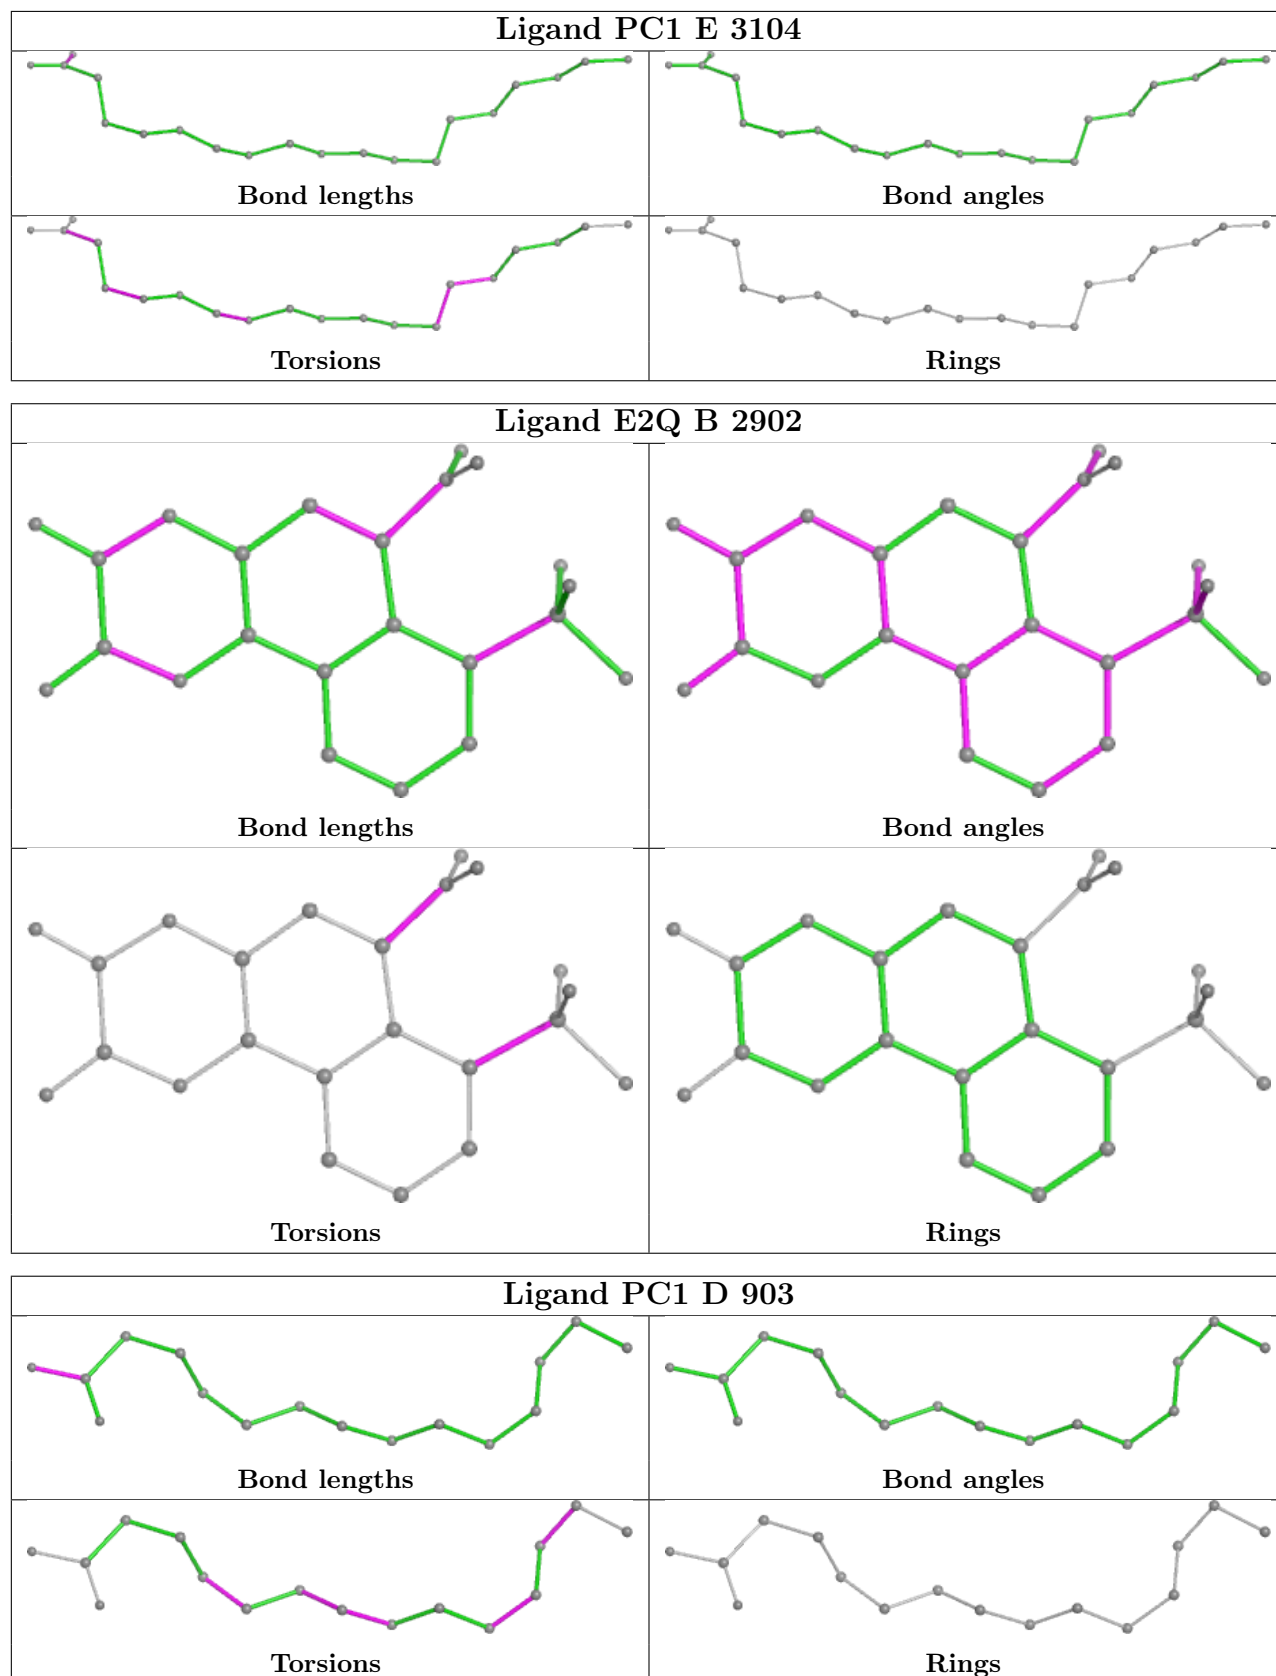 Ligand PC1 E 3104
Bond lengths
Bond angles
Torsions
Rings
Ligand E2Q B 2902
Bond lengths
Bond angles
Torsions
Rings
Ligand PC1 D 903
Bond lengths
Bond angles
Torsions
Rings